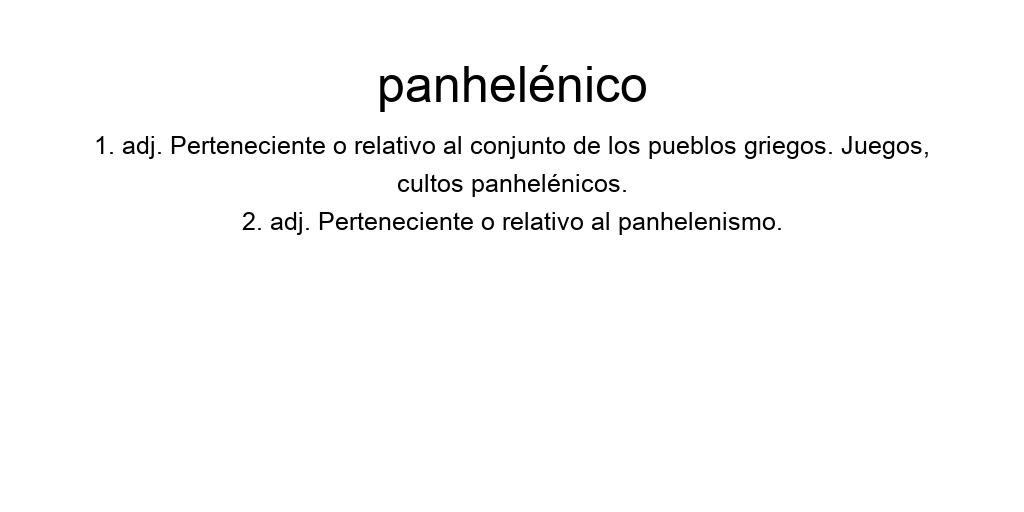 panhelénico
1. adj. Perteneciente o relativo al conjunto de los pueblos griegos. Juegos,
cultos panhelénicos.
2. adj. Perteneciente o relativo al panhelenismo.